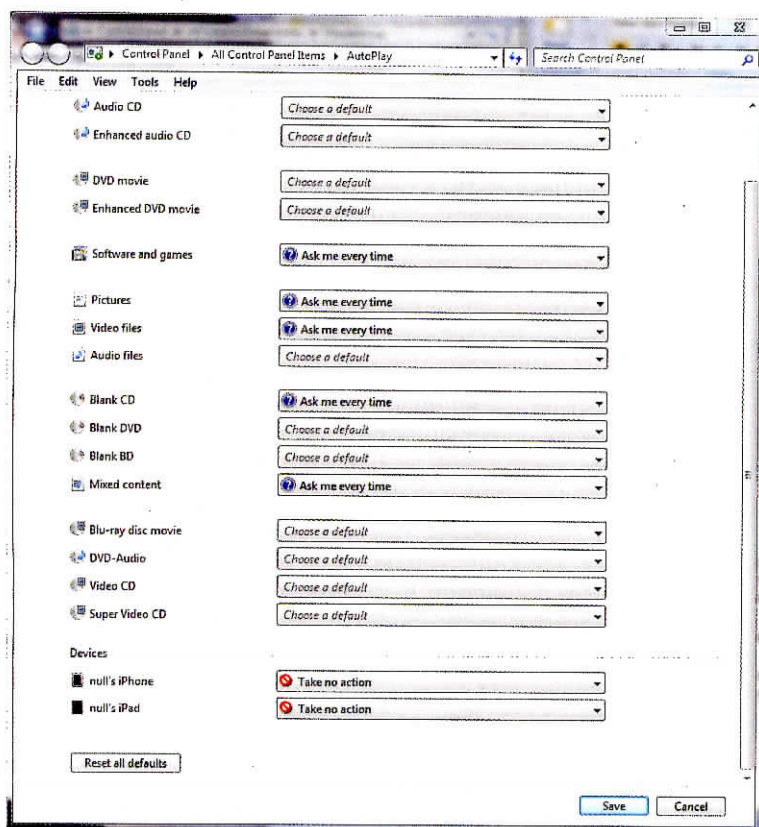 Control Panel ▸ All Control Panel Items ▸ AutoPlay Search Control Panel
File Edit View Tools Help
Audio CD Choose a default
Enhanced audio CD Choose a default
DVD movie Choose a default
Enhanced DVD movie Choose a default
Software and games Ask me every time
Pictures Ask me every time
Video files Ask me every time
Audio files Choose a default
Blank CD Ask me every time
Blank DVD Choose a default
Blank BD Choose a default
Mixed content Ask me every time
Blu-ray disc movie Choose a default
DVD-Audio Choose a default
Video CD Choose a default
Super Video CD Choose a default
Devices
null's iPhone Take no action
null's iPad Take no action
Reset all defaults
Save Cancel